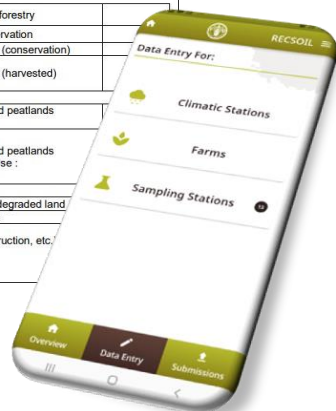 forestry
(conservation)
(harvested)
d peatlands
d peatlands
se :
degraded land
ruction, etc.
RECSOIL
Data Entry For:
Climatic Stations
Farms
Sampling Stations
Overview
Data Entry
Submissions